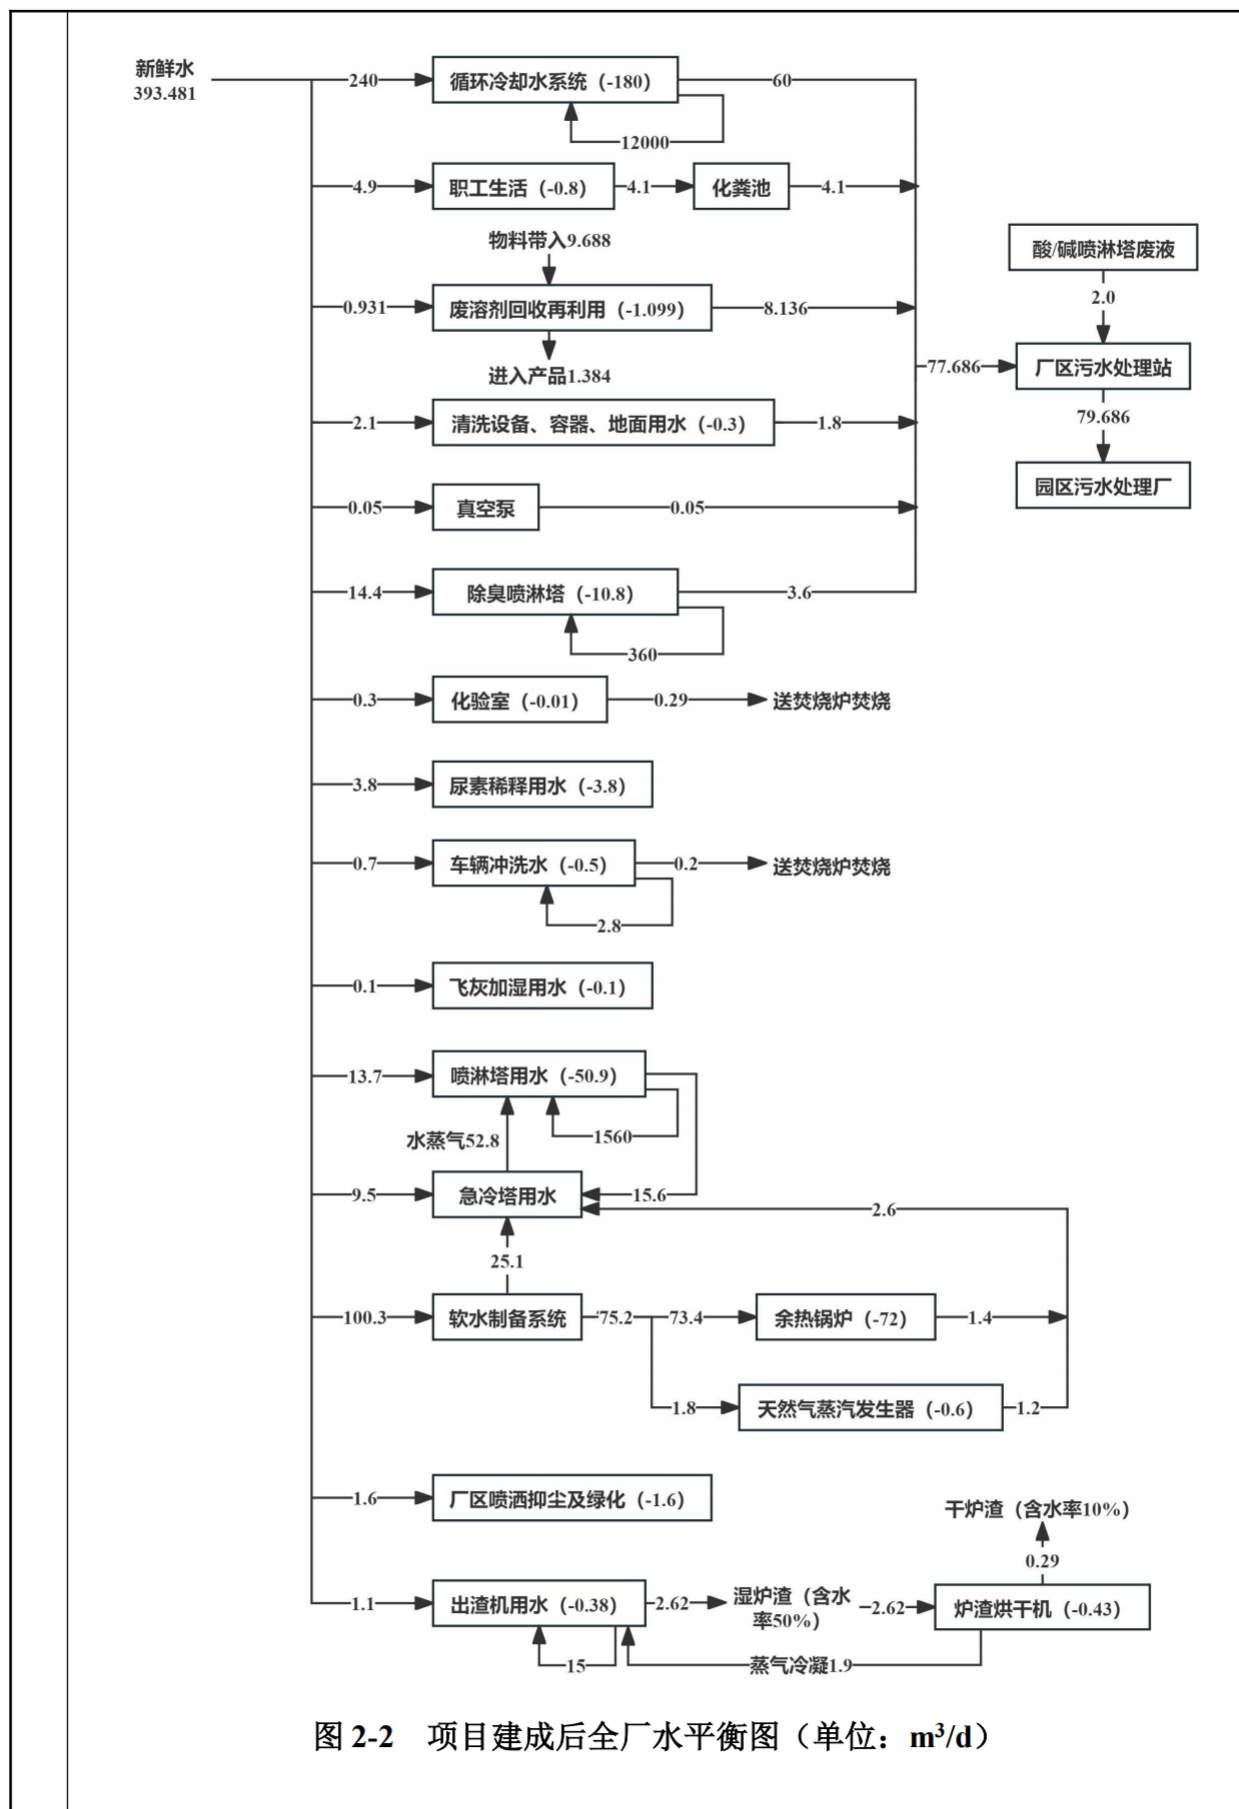 新鲜水
393.481
240
循环冷却水系统（-180）
60
12000
4.9
职工生活（-0.8）
4.1
化粪池
4.1
物料带入9.688
0.931
废溶剂回收再利用（-1.099）
8.136
进入产品1.384
酸/碱喷淋塔废液
2.0
77.686
厂区污水处理站
79.686
园区污水处理厂
2.1
清洗设备、容器、地面用水（-0.3）
1.8
0.05
真空泵
0.05
14.4
除臭喷淋塔（-10.8）
3.6
360
0.3
化验室（-0.01）
0.29
送焚烧炉焚烧
3.8
尿素稀释用水（-3.8）
0.7
车辆冲洗水（-0.5）
0.2
送焚烧炉焚烧
2.8
0.1
飞灰加湿用水（-0.1）
13.7
喷淋塔用水（-50.9）
1560
水蒸气52.8
9.5
急冷塔用水
15.6
2.6
25.1
100.3
软水制备系统
75.2
73.4
余热锅炉（-72）
1.4
1.8
天然气蒸汽发生器（-0.6）
1.2
1.6
厂区喷洒抑尘及绿化（-1.6）
干炉渣（含水率10%）
0.29
1.1
出渣机用水（-0.38）
2.62
湿炉渣（含水
率50%）
2.62
炉渣烘干机（-0.43）
15
蒸气冷凝1.9
图 2-2 项目建成后全厂水平衡图（单位：m³/d）